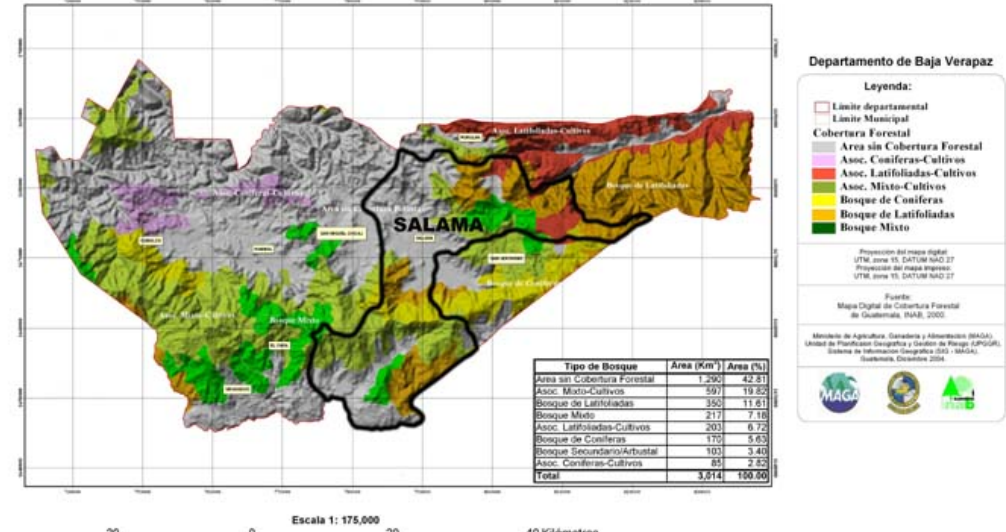 Departamento de Baja Verapaz
Leyenda:
Límite departamental
Límite Municipal
Cobertura Forestal
Area sin Cobertura Forestal
Asoc. Coniferas-Cultivos
Asoc. Latifoliadas-Cultivos
Asoc. Mixto-Cultivos
Bosque de Coniferas
Bosque de Latifoliadas
Bosque Mixto
Proyección del mapa digital:
UTM, zona 15, DATUM NAD 27
Proyección del mapa impreso:
UTM, zona 15, DATUM NAD 27
Fuente:
Mapa Digital de Cobertura Forestal
de Guatemala, INAB, 2000.
Ministerio de Agricultura, Ganadería y Alimentación (MAGA)
Unidad de Planificación Geográfica y Gestión de Riesgo (UPGGR),
Sistema de Información Geográfica (SIG - MAGA).
Guatemala, Diciembre 2004.
MAGA
inab
Asoc. Latifoliadas-Cultivos
Bosque de Latifoliadas
Asoc. Coniferas-Cultivos
SALAMA
Bosque de Coniferas
Asoc. Mixto-Cultivos
Bosque Mixto
Tipo de Bosque Area (Km²) Area (%)
Area sin Cobertura Forestal 1,290 42.81
Asoc. Mixto-Cultivos 597 19.82
Bosque de Latifoliadas 350 11.61
Bosque Mixto 217 7.18
Asoc. Latifoliadas-Cultivos 203 6.72
Bosque de Coniferas 170 5.63
Bosque Secundario/Arbustal 103 3.40
Asoc. Coniferas-Cultivos 85 2.82
Total 3,014 100.00
Escala 1: 175,000
20 0 20 40 Kilómetros